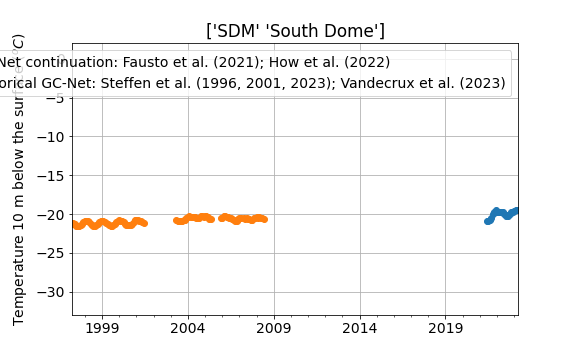 ['SDM' 'South Dome']
Net continuation: Fausto et al. (2021); How et al. (2022)
orical GC-Net: Steffen et al. (1996, 2001, 2023); Vandecrux et al. (2023)
Temperature 10 m below the surface (°C)
−5
−10
−15
−20
−25
−30
1999 2004 2009 2014 2019